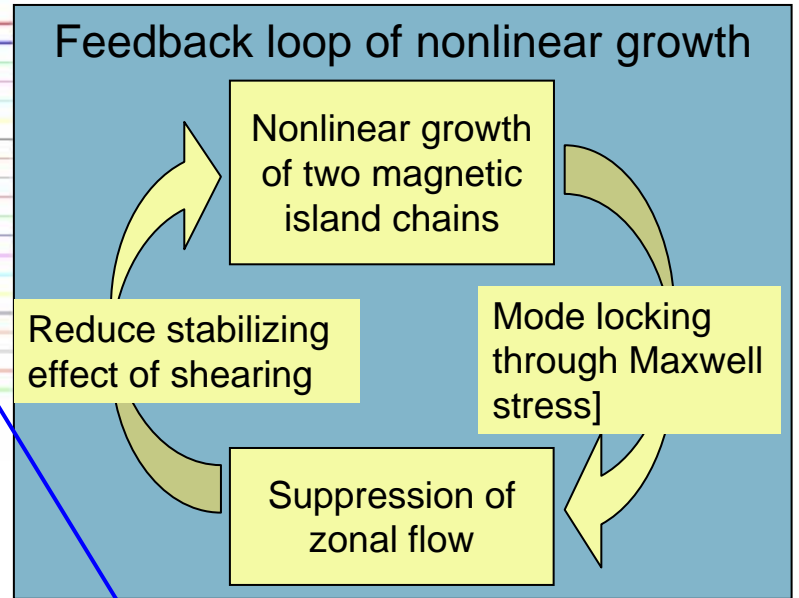 Feedback loop of nonlinear growth
Nonlinear growth
of two magnetic
island chains
Mode locking
through Maxwell
stress]
Suppression of
zonal flow
Reduce stabilizing
effect of shearing